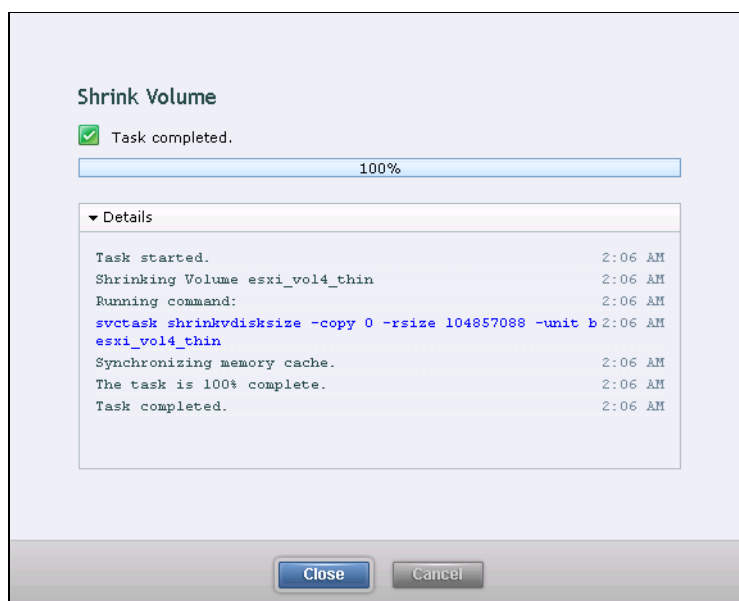 Shrink Volume
Task completed.
100%
Details
Task started. 2:06 AM
Shrinking Volume esxi_vol4_thin 2:06 AM
Running command: 2:06 AM
svctask shrinkvdisksize -copy 0 -rsize 104857088 -unit b 2:06 AM
esxi_vol4_thin
Synchronizing memory cache. 2:06 AM
The task is 100% complete. 2:06 AM
Task completed. 2:06 AM
Close Cancel